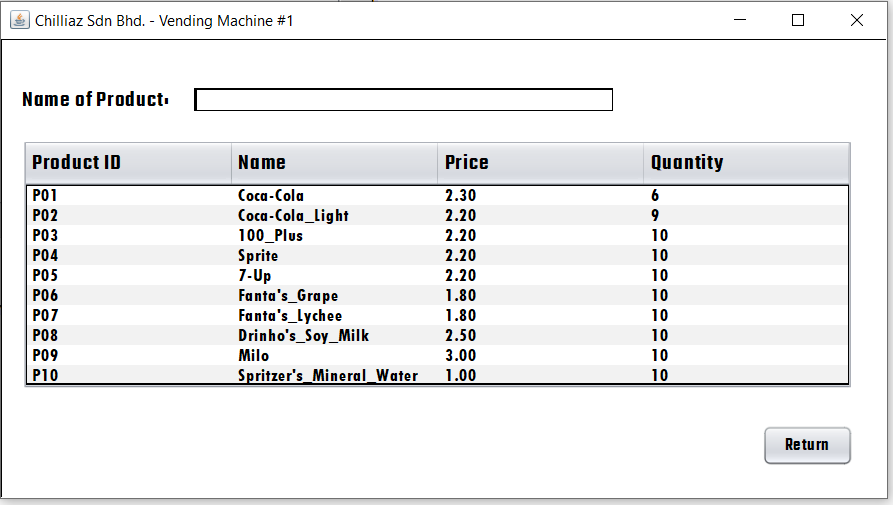 Chilliaz Sdn Bhd. - Vending Machine #1
Name of Product:
Product ID Name Price Quantity
P01 Coca-Cola 2.30 6
P02 Coca-Cola_Light 2.20 9
P03 100_Plus 2.20 10
P04 Sprite 2.20 10
P05 7-Up 2.20 10
P06 Fanta's_Grape 1.80 10
P07 Fanta's_Lychee 1.80 10
P08 Drinho's_Soy_Milk 2.50 10
P09 Milo 3.00 10
P10 Spritzer's_Mineral_Water 1.00 10
Return